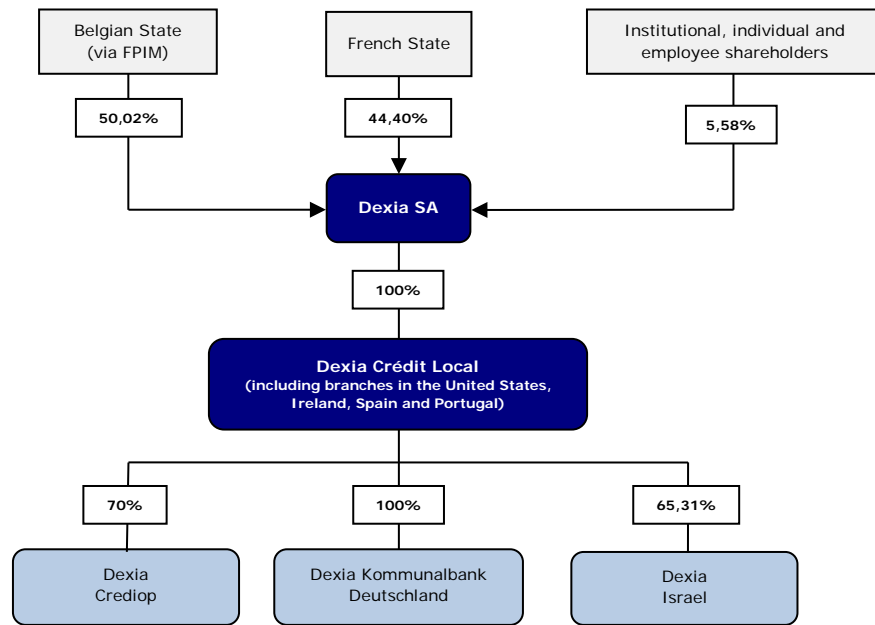 Belgian State
(via FPIM)
French State
Institutional, individual and
employee shareholders
50,02%
44,40%
5,58%
Dexia SA
100%
Dexia Crédit Local
(including branches in the United States,
Ireland, Spain and Portugal)
70%
100%
65,31%
Dexia
Crediop
Dexia Kommunalbank
Deutschland
Dexia
Israel